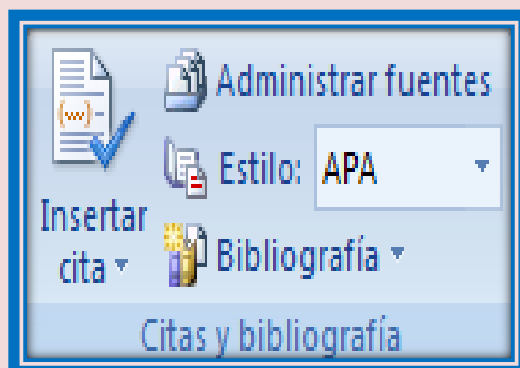 Administrar fuentes
Estilo: APA
Insertar
cita
Bibliografía
Citas y bibliografía